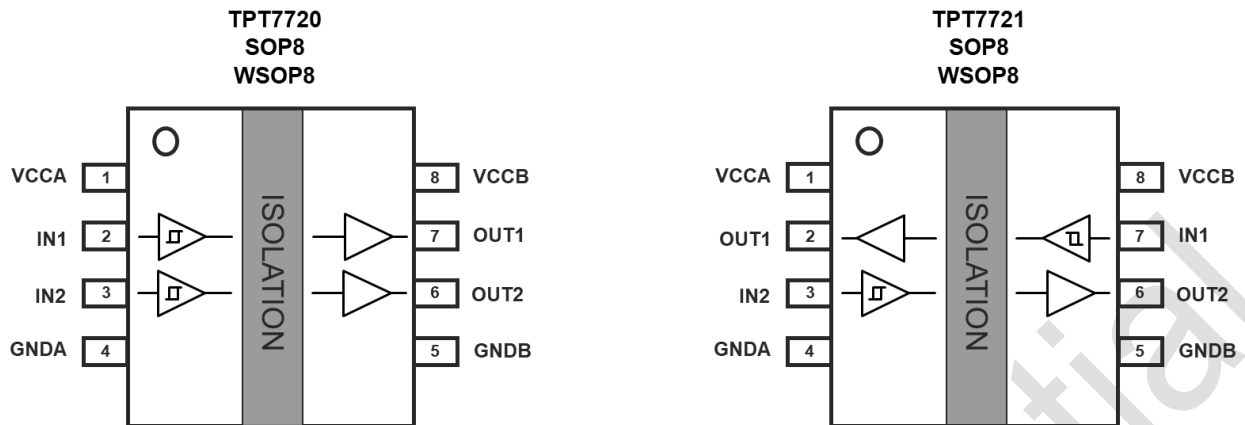 TPT7720
SOP8
WSOP8
VCCA 1 8 VCCB
IN1 2 7 OUT1
IN2 3 6 OUT2
GNDA 4 5 GNDB
ISOLATION
TPT7721
SOP8
WSOP8
VCCA 1 8 VCCB
OUT1 2 7 IN1
IN2 3 6 OUT2
GNDA 4 5 GNDB
ISOLATION